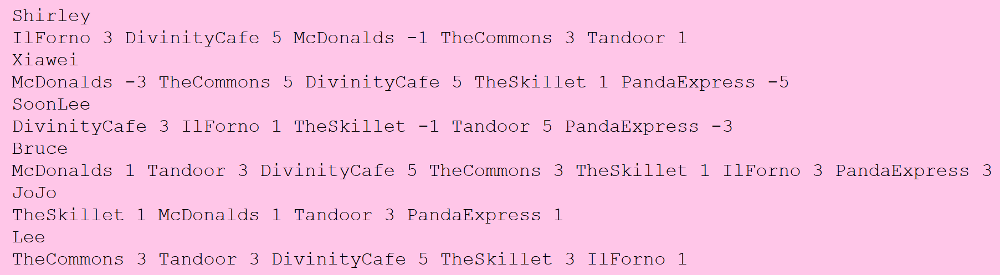 Shirley
IlForno 3 DivinityCafe 5 McDonalds -1 TheCommons 3 Tandoor 1
Xiawei
McDonalds -3 TheCommons 5 DivinityCafe 5 TheSkillet 1 PandaExpress -5
SoonLee
DivinityCafe 3 IlForno 1 TheSkillet -1 Tandoor 5 PandaExpress -3
Bruce
McDonalds 1 Tandoor 3 DivinityCafe 5 TheCommons 3 TheSkillet 1 IlForno 3 PandaExpress 3
JoJo
TheSkillet 1 McDonalds 1 Tandoor 3 PandaExpress 1
Lee
TheCommons 3 Tandoor 3 DivinityCafe 5 TheSkillet 3 IlForno 1